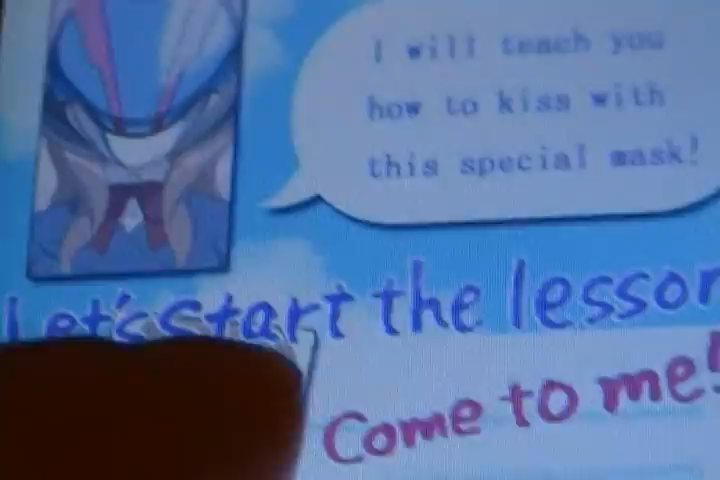 I will teach you
how to kiss with
this special mask!
Let's start the lesson
Come to me!